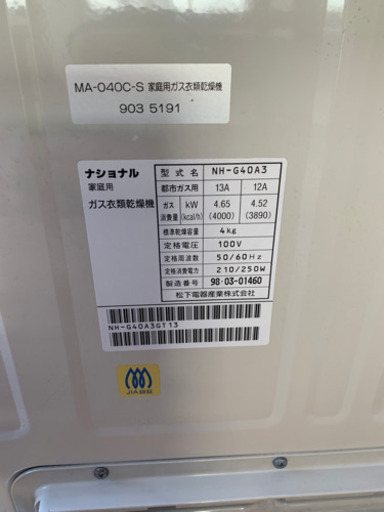 MA-040C-S 家庭用ガス衣類乾燥機
903 5191
ナショナル
家庭用
ガス衣類乾燥機
型式名 NH-G40A3
都市ガス用 13A 12A
ガス消費量 kW (kcal/h) 4.65 (4000) 4.52 (3890)
標準乾燥容量 4kg
定格電圧 100V
定格周波数 50/60Hz
定格消費電力 210/250W
製造番号 98-03-01460
松下電器産業株式会社
NH-G40A3GT13
JIA認証